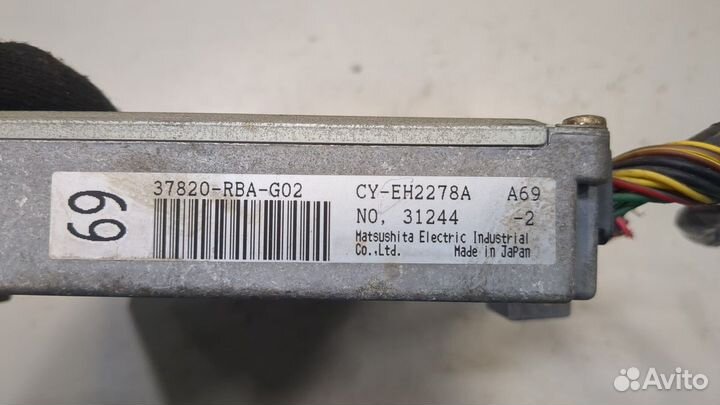 69
37820-RBA-G02
CY-EH2278A A69
NO, 31244 -2
Matsushita Electric Industrial
Co.,Ltd. Made in JaPan
Avito